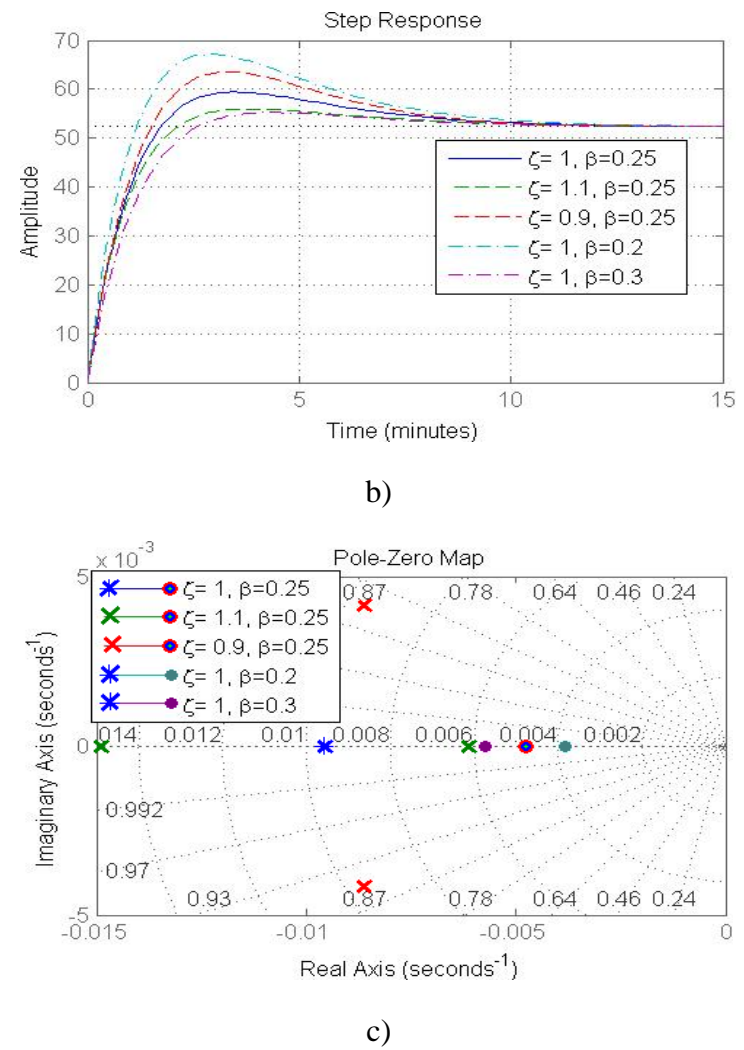 Step Response
70
60
50
40
30
20
10
0
Amplitude
ζ= 1, β=0.25
ζ= 1.1, β=0.25
ζ= 0.9, β=0.25
ζ= 1, β=0.2
ζ= 1, β=0.3
0 5 10 15
Time (minutes)
b)
x 10⁻³ Pole-Zero Map
5
ζ= 1, β=0.25
ζ= 1.1, β=0.25
ζ= 0.9, β=0.25
ζ= 1, β=0.2
ζ= 1, β=0.3
0.87 0.78 0.64 0.46 0.24
0.014 0.012 0.01 0.008 0.006 0.004 0.002
0
Imaginary Axis (seconds¹)
0.992
0.97
0.93 0.87 0.78 0.64 0.46 0.24
-5
-0.015 -0.01 -0.005 0
Real Axis (seconds⁻¹)
c)